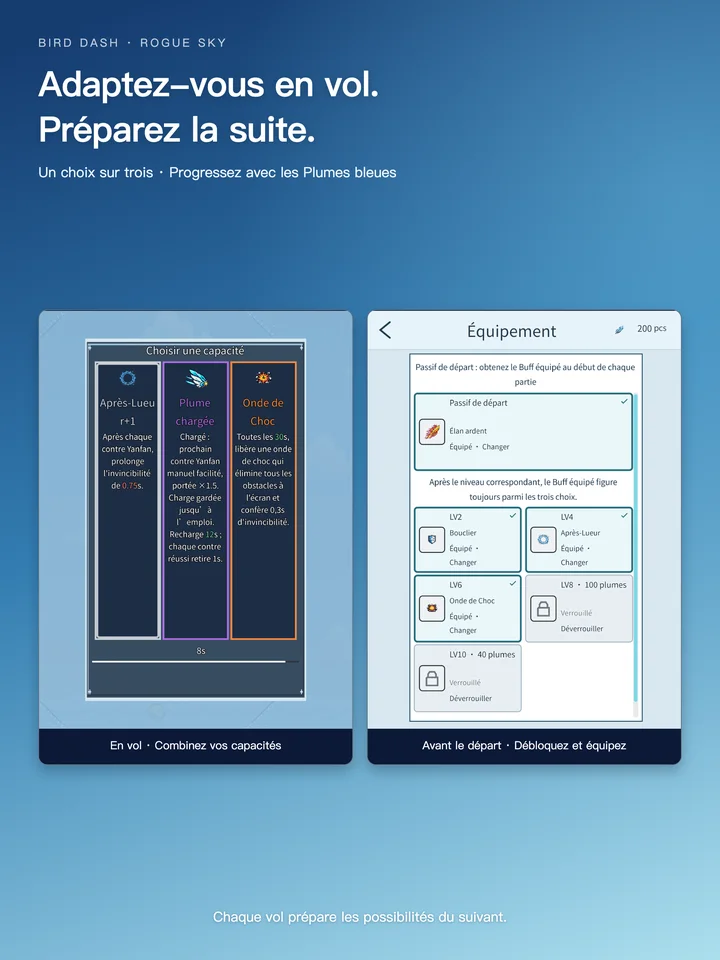 BIRD DASH · ROGUE SKY
Adaptez-vous en vol.
Préparez la suite.
Un choix sur trois · Progressez avec les Plumes bleues
Choisir une capacité
Après-Lueu
r+1
Après chaque
contre Yanfan,
prolonge
l'invincibilité
de 0.75s.
Plume
chargée
Chargé :
prochain
contre Yanfan
manuel facilité,
portée ×1.5.
Charge gardée
jusqu' à
l' emploi.
Recharge 12s ;
chaque contre
réussi retire 1s.
Onde de
Choc
Toutes les 30s,
libère une onde
de choc qui
élimine tous les
obstacles à
l'écran et
confère 0,3s
d'invincibilité.
8s
En vol · Combinez vos capacités
Équipement
200 pcs
Passif de départ : obtenez le Buff équipé au début de chaque
partie
Passif de départ
Élan ardent
Équipé · Changer
Après le niveau correspondant, le Buff équipé figure
toujours parmi les trois choix.
LV2
Bouclier
Équipé ·
Changer
LV4
Après-Lueur
Équipé ·
Changer
LV6
Onde de Choc
Équipé ·
Changer
LV8 · 100 plumes
Verrouillé
Déverrouiller
LV10 · 40 plumes
Verrouillé
Déverrouiller
Avant le départ · Débloquez et équipez
Chaque vol prépare les possibilités du suivant.